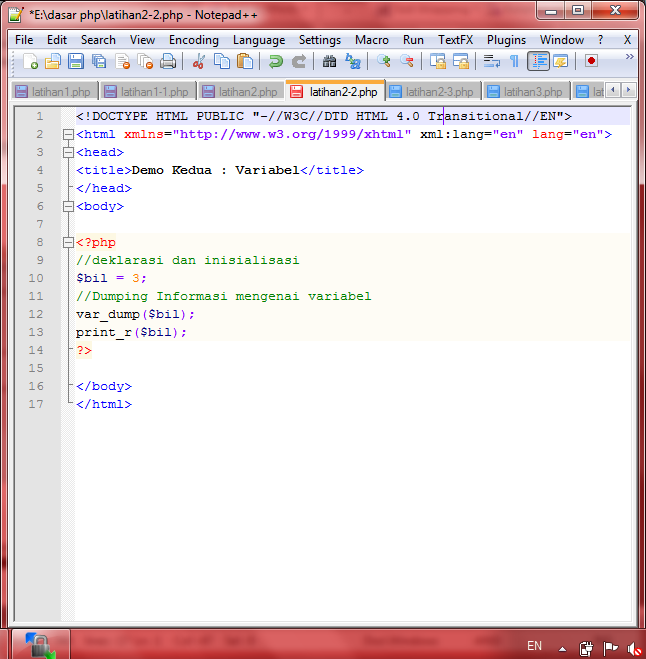 *E:\dasar php\latihan2-2.php - Notepad++
File Edit Search View Encoding Language Settings Macro Run TextFX Plugins Window ? X
latihan1.php latihan1-1.php latihan2.php latihan2-2.php latihan2-3.php latihan3.php
1 <!DOCTYPE HTML PUBLIC "-//W3C//DTD HTML 4.0 Transitional//EN">
2 <html xmlns="http://www.w3.org/1999/xhtml" xml:lang="en" lang="en">
3 <head>
4 <title>Demo Kedua : Variabel</title>
5 </head>
6 <body>
7
8 <?php
9 //deklarasi dan inisialisasi
10 $bil = 3;
11 //Dumping Informasi mengenai variabel
12 var_dump($bil);
13 print_r($bil);
14 ?>
15
16 </body>
17 </html>
EN